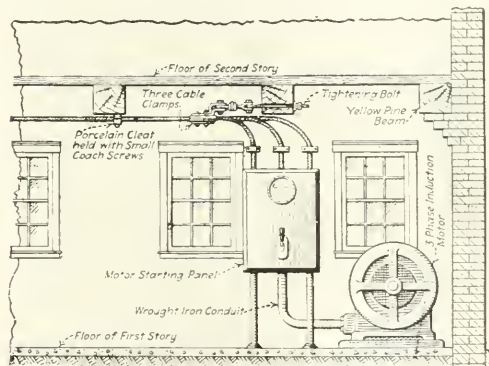 Floor of Second Story
Three Cable
Clamps.
Tightening Bolt
Yellow Pine
Beam
Porcelain Cleat
held with Small
Coach Screws
3 Phase Induction
Motor
Motor Starting Panel
Wrought Iron Conduit
Floor of First Story